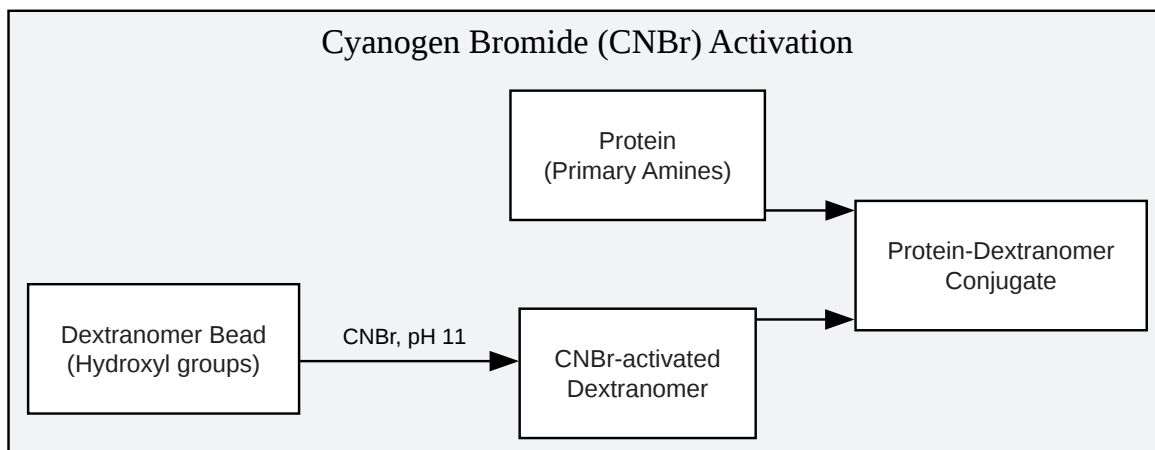 Cyanogen Bromide (CNBr) Activation
Protein
(Primary Amines)
Protein-Dextranomer
Conjugate
Dextranomer Bead
(Hydroxyl groups)
CNBr, pH 11
CNBr-activated
Dextranomer